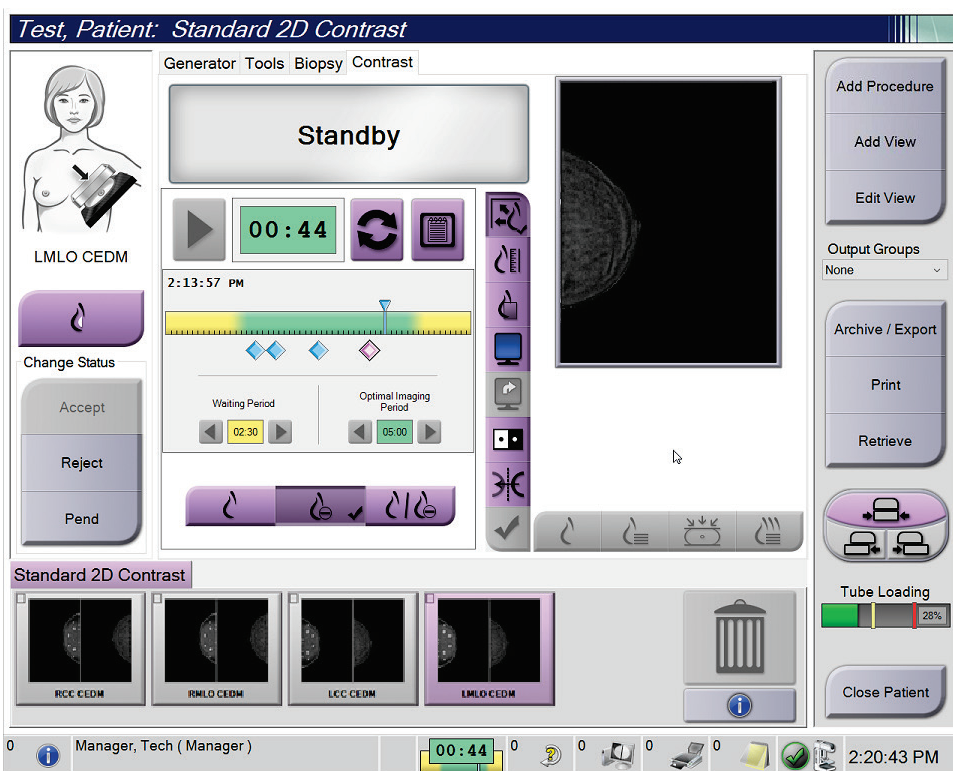 Test, Patient: Standard 2D Contrast
Generator
Tools
Biopsy
Contrast
LMLO CEDM
Change Status
Accept
Reject
Pend
Standby
00:44
2:13:57 PM
Waiting Period
Optimal Imaging
Period
02:30
05:00
Add Procedure
Add View
Edit View
Output Groups
None
Archive / Export
Print
Retrieve
Tube Loading
28%
Close Patient
Standard 2D Contrast
RCC CEDM
RMLO CEDM
LCC CEDM
LMLO CEDM
0
Manager, Tech ( Manager )
00:44
0
0
0
0
2:20:43 PM